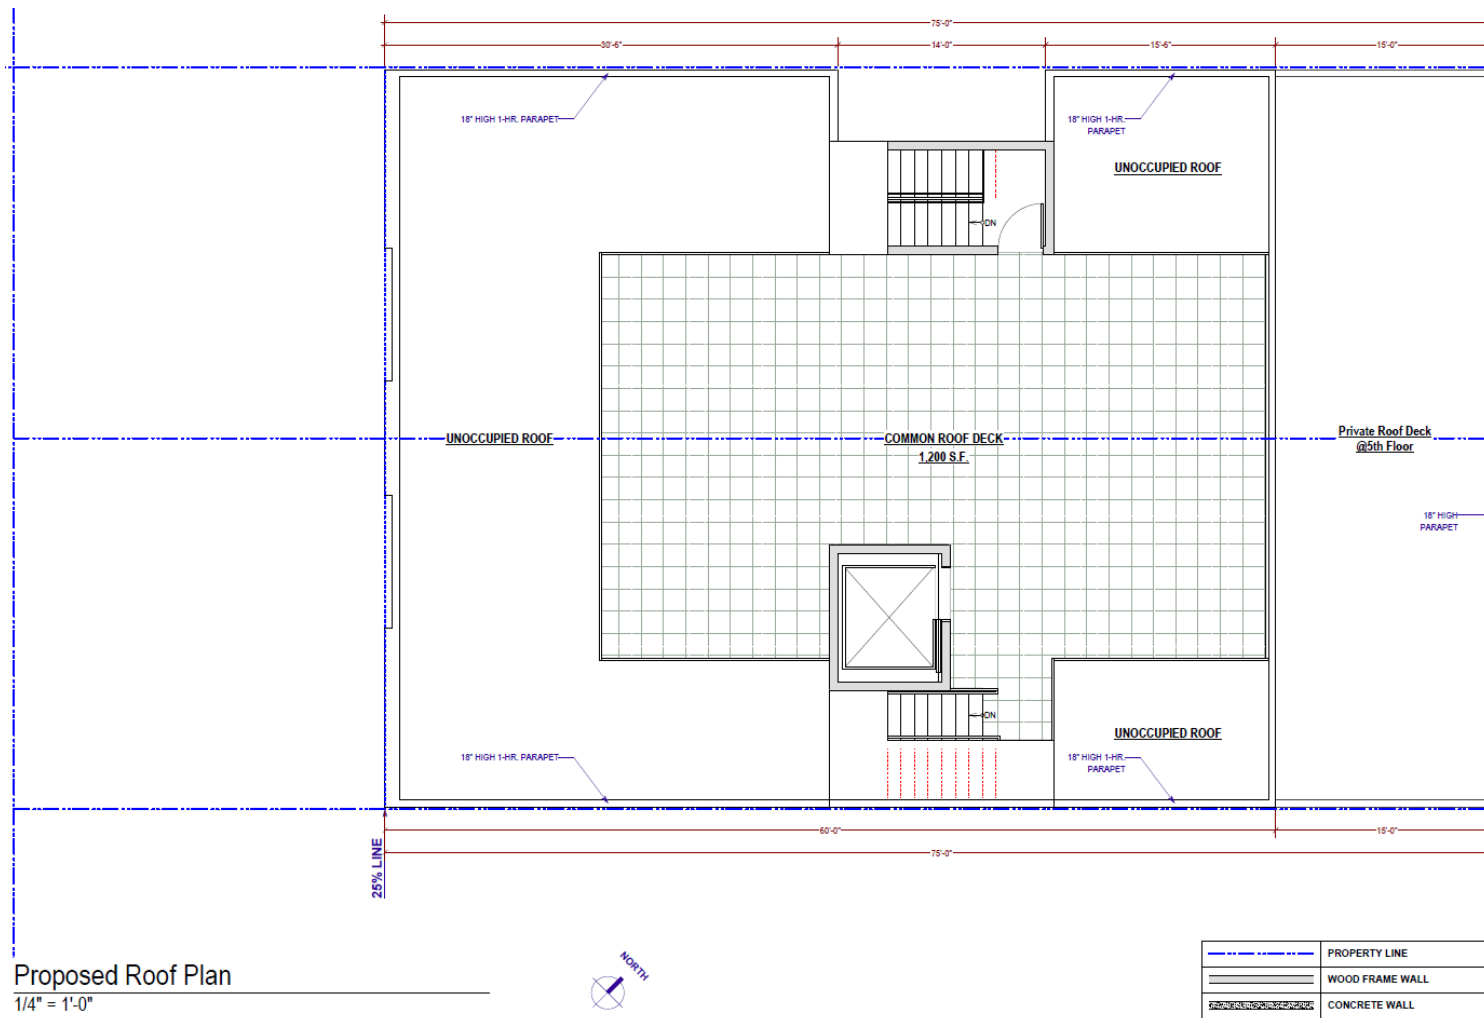 75'-0"
30'-6"
14'-0"
15'-6"
15'-0"
18" HIGH 1-HR. PARAPET
18" HIGH 1-HR.
PARAPET
UNOCCUPIED ROOF
DN
UNOCCUPIED ROOF
COMMON ROOF DECK
1,200 S.F.
Private Roof Deck
@5th Floor
18" HIGH
PARAPET
DN
UNOCCUPIED ROOF
18" HIGH 1-HR. PARAPET
18" HIGH 1-HR.
PARAPET
60'-0"
15'-0"
75'-0"
25% LINE
Proposed Roof Plan
1/4" = 1'-0"
NORTH
PROPERTY LINE
WOOD FRAME WALL
CONCRETE WALL